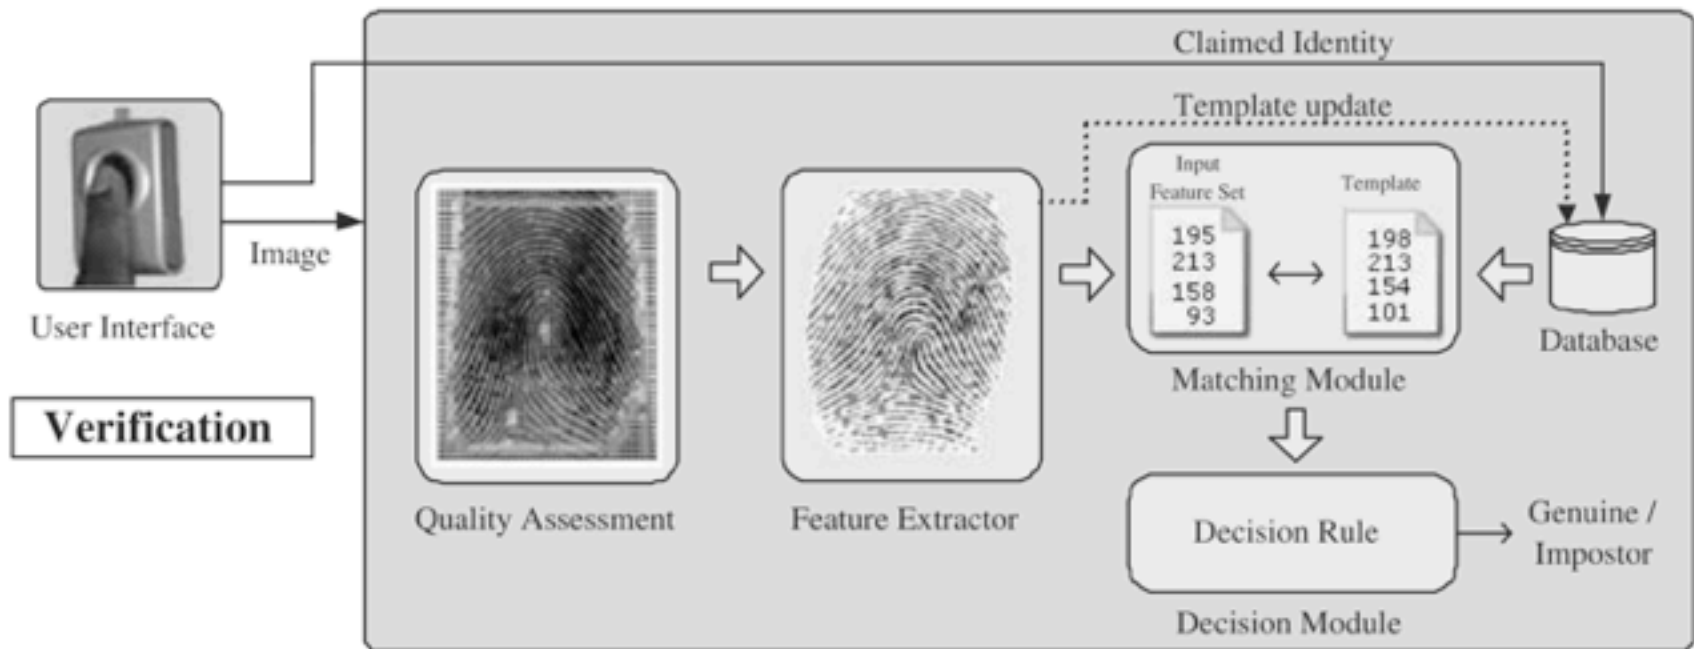 Claimed Identity
Template update
Input
Feature Set
Template
195
213
158
93
198
213
154
101
Image
User Interface
Database
Matching Module
Verification
Quality Assessment
Feature Extractor
Decision Rule
Genuine /
Impostor
Decision Module